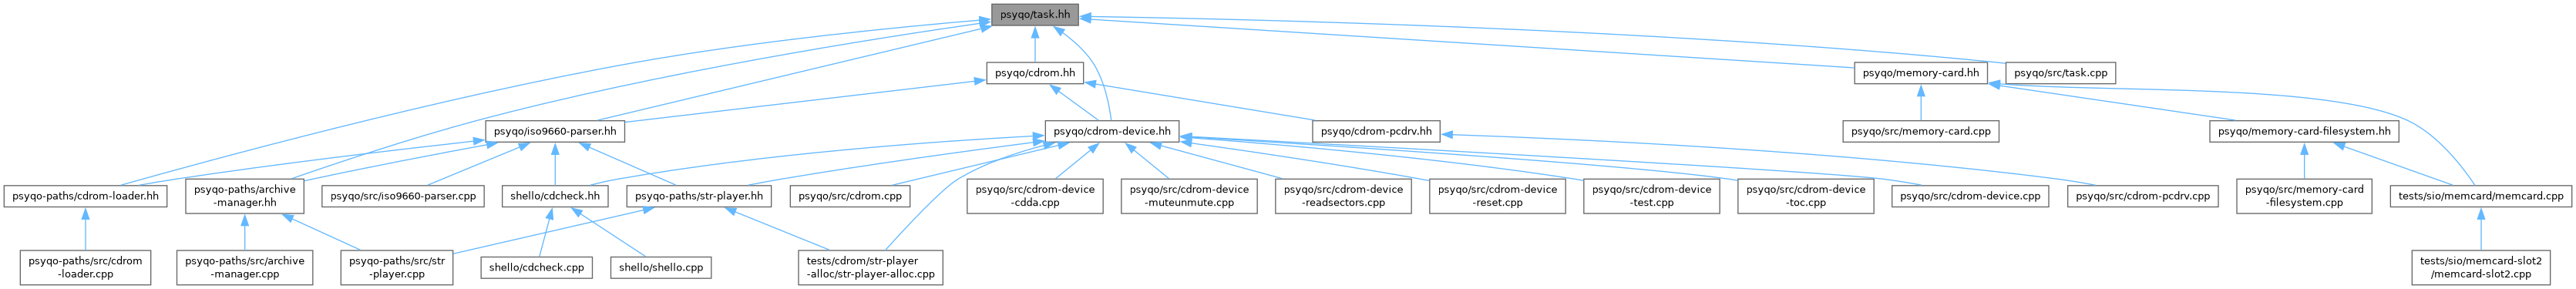 psyqo/task.hh
psyqo/cdrom.hh
psyqo/memory-card.hh
psyqo/src/task.cpp
psyqo/iso9660-parser.hh
psyqo/cdrom-device.hh
psyqo/cdrom-pcdrv.hh
psyqo/src/memory-card.cpp
psyqo/memory-card-filesystem.hh
psyqo-paths/cdrom-loader.hh
psyqo-paths/archive
-manager.hh
psyqo/src/iso9660-parser.cpp
shello/cdcheck.hh
psyqo-paths/str-player.hh
psyqo/src/cdrom.cpp
psyqo/src/cdrom-device
-cdda.cpp
psyqo/src/cdrom-device
-muteunmute.cpp
psyqo/src/cdrom-device
-readsectors.cpp
psyqo/src/cdrom-device
-reset.cpp
psyqo/src/cdrom-device
-test.cpp
psyqo/src/cdrom-device
-toc.cpp
psyqo/src/cdrom-device.cpp
psyqo/src/cdrom-pcdrv.cpp
psyqo/src/memory-card
-filesystem.cpp
tests/sio/memcard/memcard.cpp
psyqo-paths/src/cdrom
-loader.cpp
psyqo-paths/src/archive
-manager.cpp
psyqo-paths/src/str
-player.cpp
shello/cdcheck.cpp
shello/shello.cpp
tests/cdrom/str-player
-alloc/str-player-alloc.cpp
tests/sio/memcard-slot2
/memcard-slot2.cpp